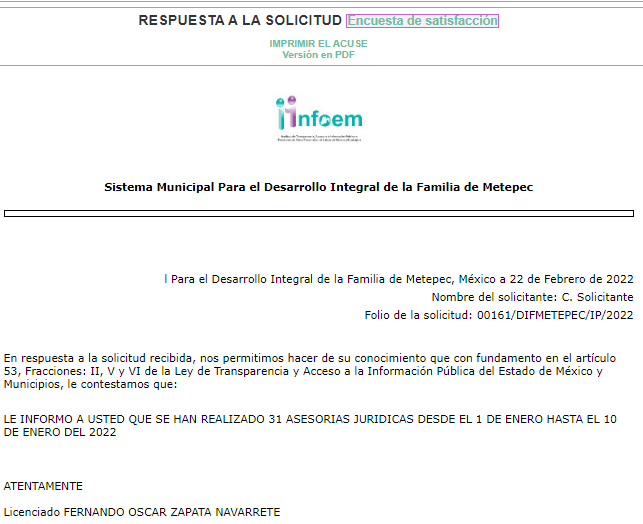 RESPUESTA A LA SOLICITUD Encuesta de satisfacción
IMPRIMIR EL ACUSE
Versión en PDF
infoem
Sistema Municipal Para el Desarrollo Integral de la Familia de Metepec
l Para el Desarrollo Integral de la Familia de Metepec, México a 22 de Febrero de 2022
Nombre del solicitante: C. Solicitante
Folio de la solicitud: 00161/DIFMETEPEC/IP/2022
En respuesta a la solicitud recibida, nos permitimos hacer de su conocimiento que con fundamento en el artículo
53, Fracciones: II, V y VI de la Ley de Transparencia y Acceso a la Información Pública del Estado de México y
Municipios, le contestamos que:
LE INFORMO A USTED QUE SE HAN REALIZADO 31 ASESORIAS JURIDICAS DESDE EL 1 DE ENERO HASTA EL 10
DE ENERO DEL 2022
ATENTAMENTE
Licenciado FERNANDO OSCAR ZAPATA NAVARRETE